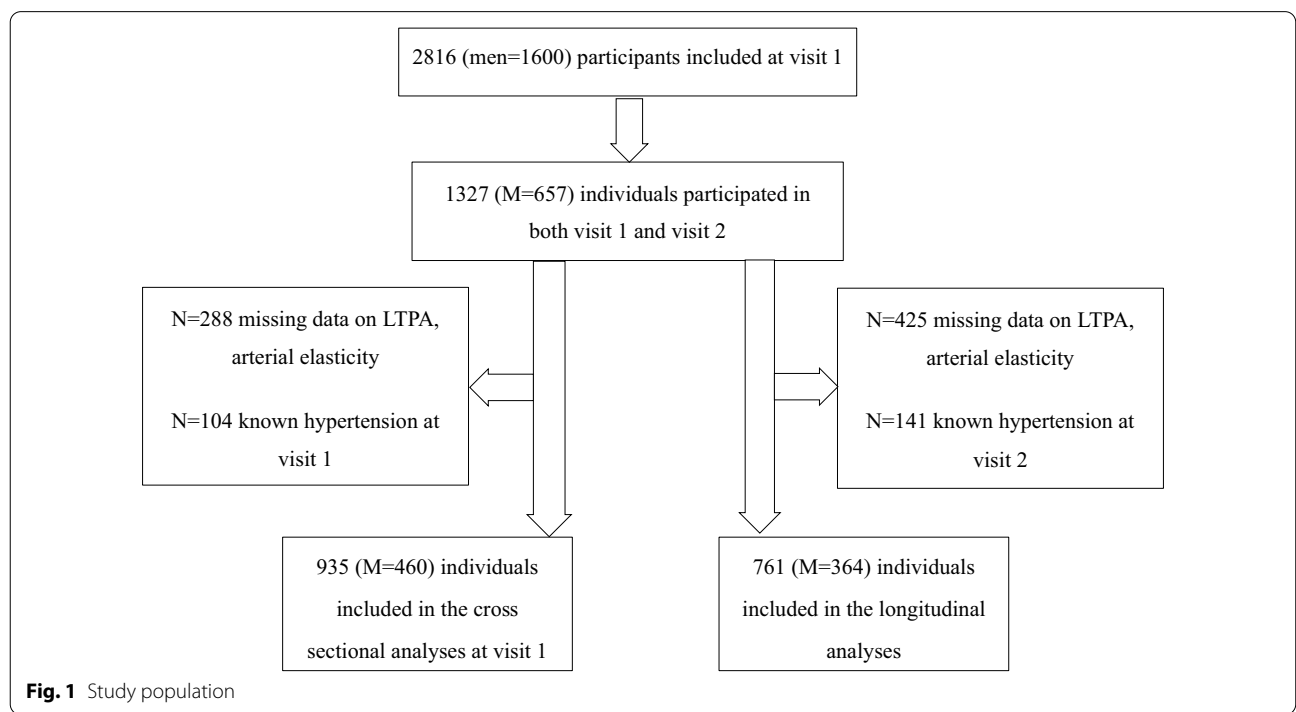 2816 (men=1600) participants included at visit 1
1327 (M=657) individuals participated in
both visit 1 and visit 2
N=288 missing data on LTPA,
arterial elasticity
N=104 known hypertension at
visit 1
N=425 missing data on LTPA,
arterial elasticity
N=141 known hypertension at
visit 2
935 (M=460) individuals
included in the cross
sectional analyses at visit 1
761 (M=364) individuals
included in the longitudinal
analyses
Fig. 1 Study population